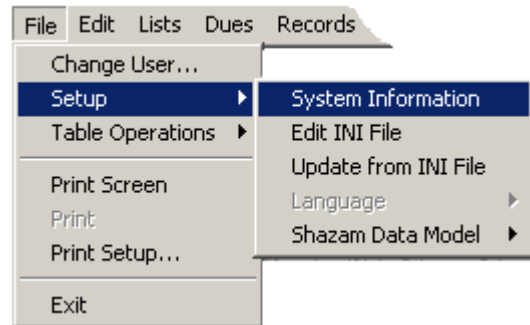 File Edit Lists Dues Records
Change User...
Setup
Table Operations
Print Screen
Print
Print Setup...
Exit
System Information
Edit INI File
Update from INI File
Language
Shazam Data Model